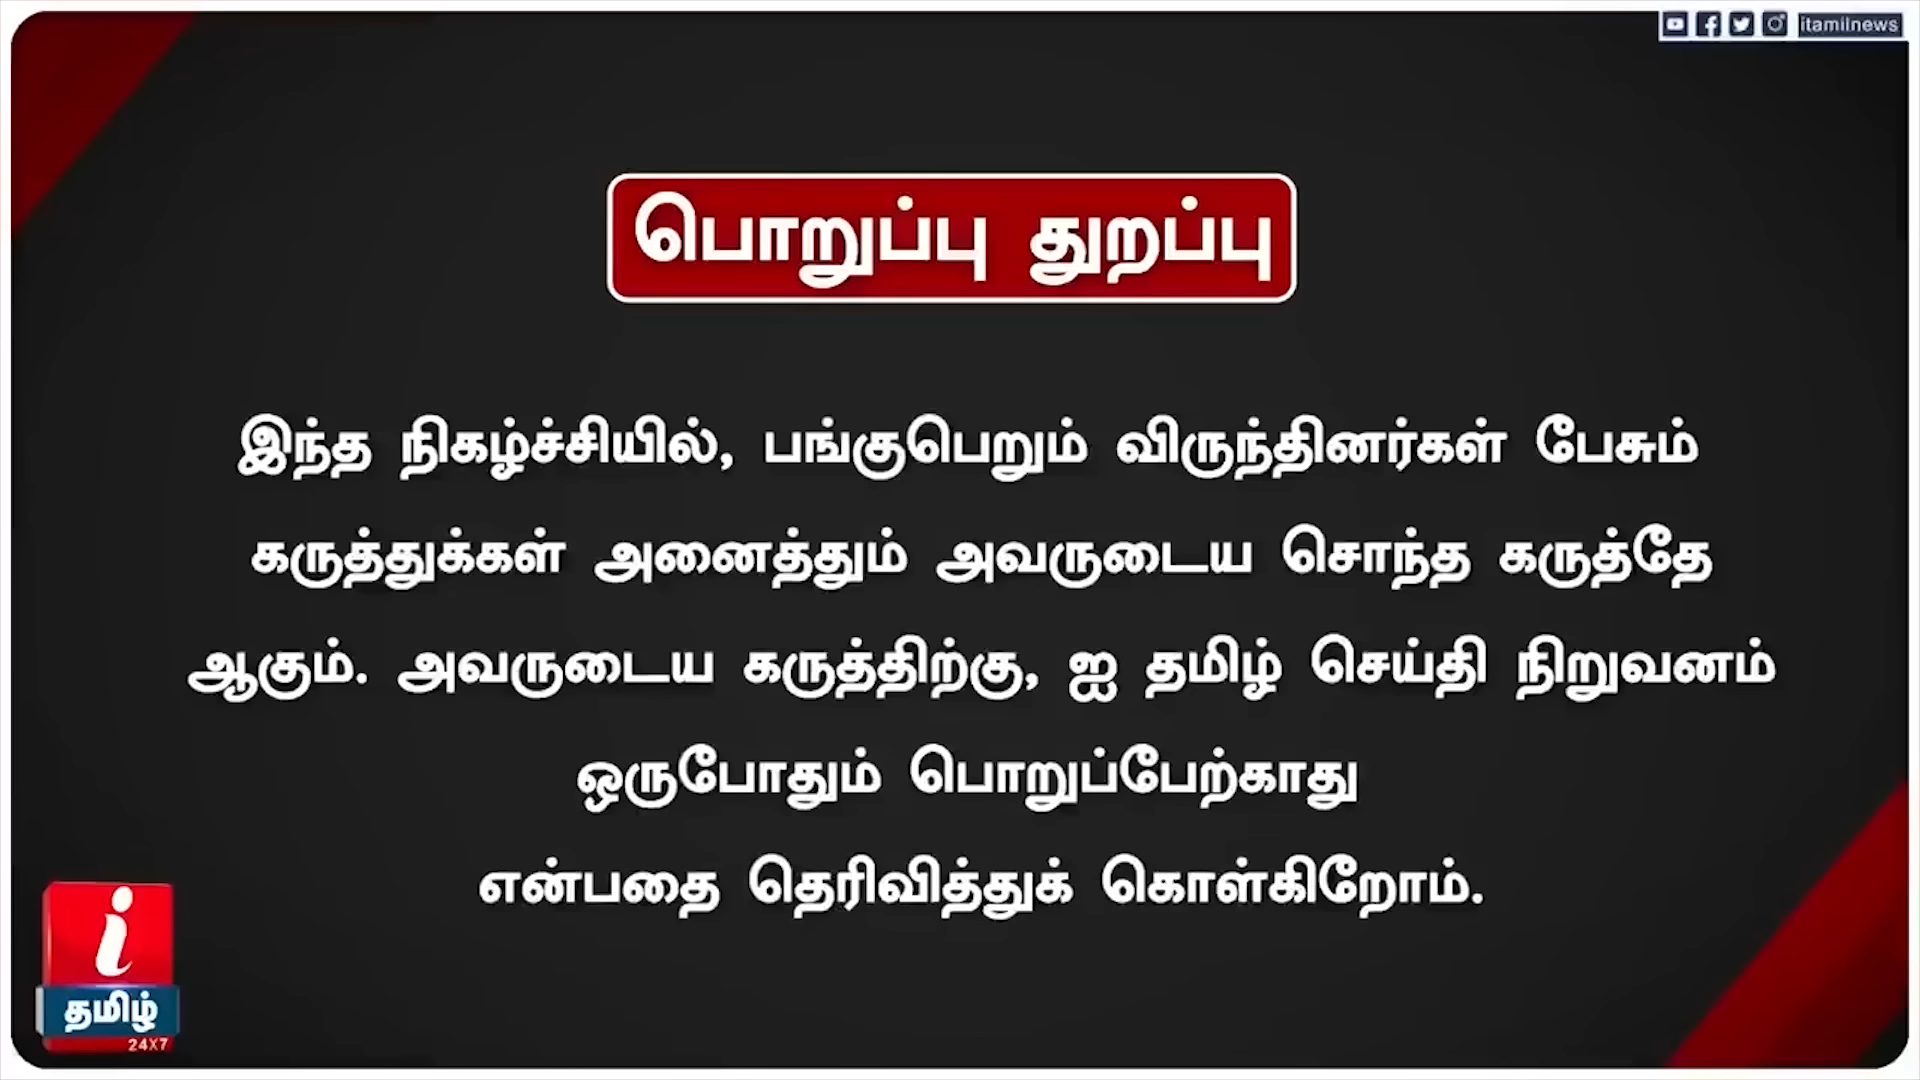 itamilnews
பொறுப்பு துறப்பு
இந்த நிகழ்ச்சியில், பங்குபெறும் விருந்தினர்கள் பேசும்
கருத்துக்கள் அனைத்தும் அவருடைய சொந்த கருத்தே
ஆகும். அவருடைய கருத்திற்கு, ஐ தமிழ் செய்தி நிறுவனம்
ஒருபோதும் பொறுப்பேற்காது
என்பதை தெரிவித்துக் கொள்கிறோம்.
i
தமிழ்
24X7